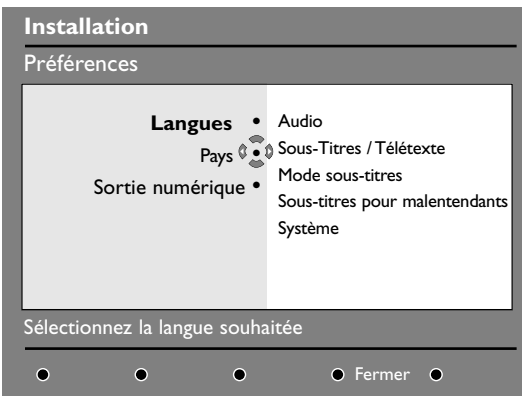 Installation
Préférences
Langues
Pays
Sortie numérique
Audio
Sous-Titres / Télétexte
Mode sous-titres
Sous-titres pour malentendants
Système
Sélectionnez la langue souhaitée
Fermer